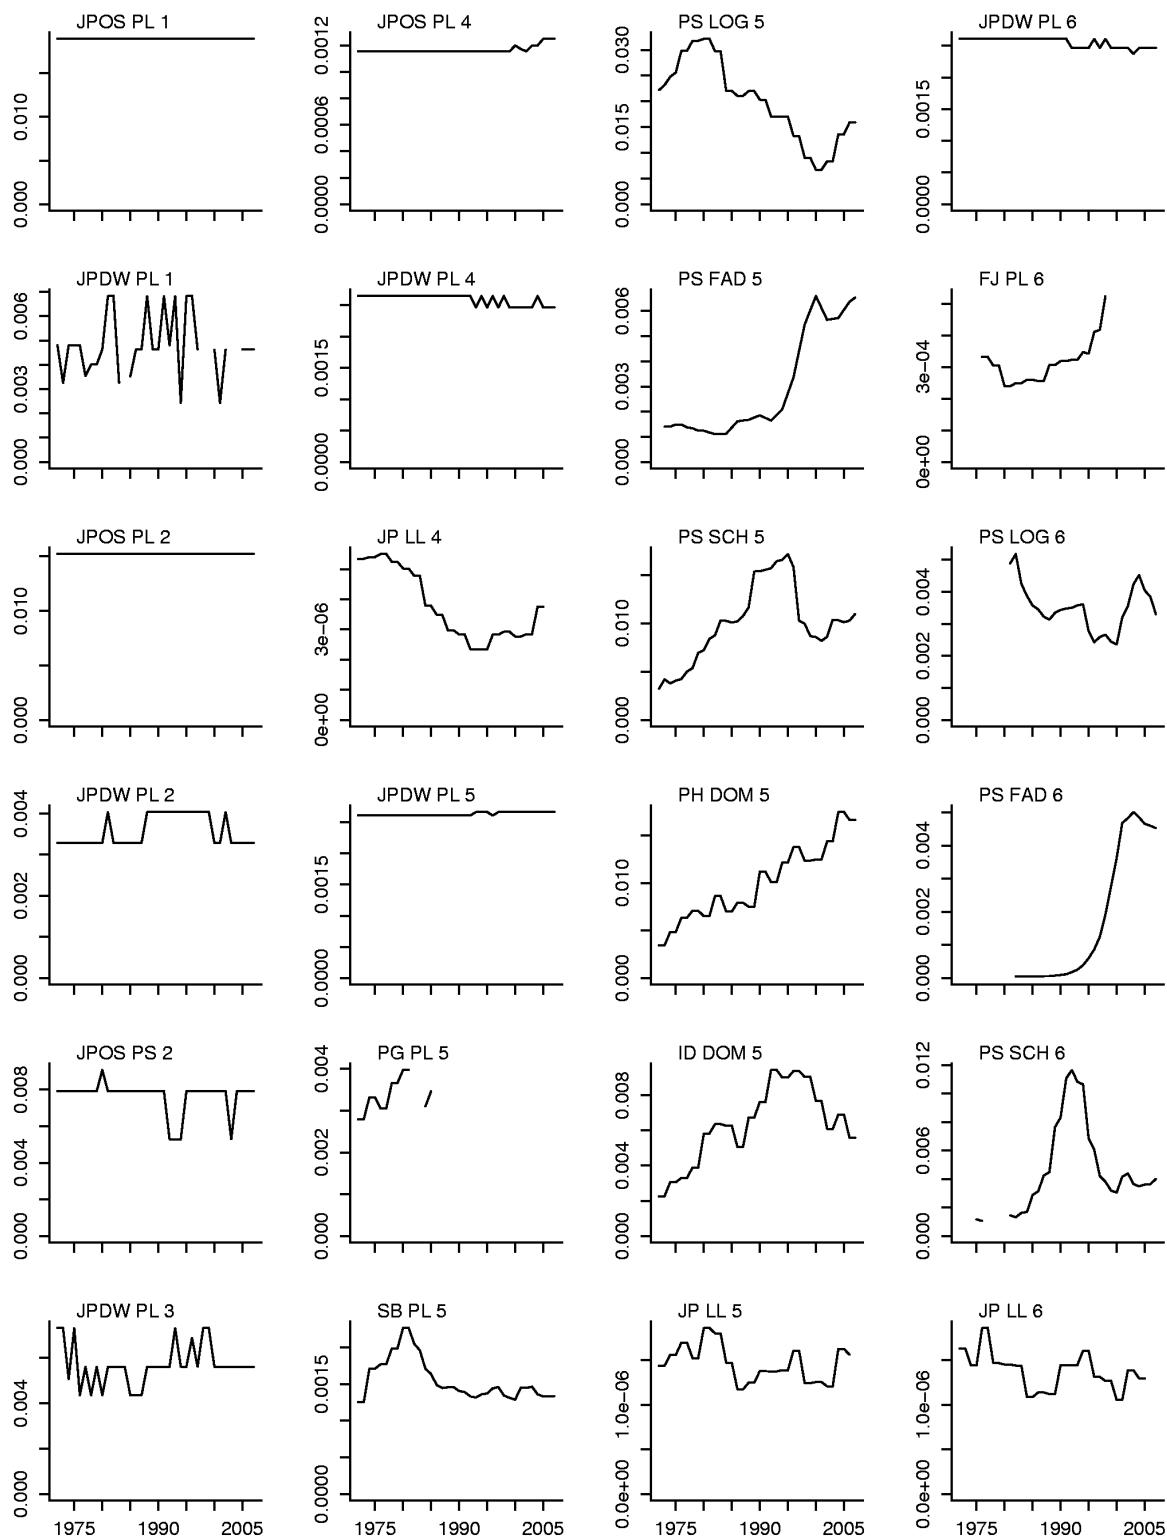 JPOS PL 1
0.000 0.010
JPOS PL 4
0.0000 0.0006 0.0012
PS LOG 5
0.000 0.015 0.030
JPDW PL 6
0.0000 0.0015
JPDW PL 1
0.000 0.003 0.006
JPDW PL 4
0.0000 0.0015
PS FAD 5
0.000 0.003 0.006
FJ PL 6
0e+00 3e−04
JPOS PL 2
0.000 0.010
JP LL 4
0e+00 3e−06
PS SCH 5
0.000 0.010
PS LOG 6
0.000 0.002 0.004
JPDW PL 2
0.000 0.002 0.004
JPDW PL 5
0.0000 0.0015
PH DOM 5
0.000 0.010
PS FAD 6
0.000 0.002 0.004
JPOS PS 2
0.000 0.004 0.008
PG PL 5
0.000 0.002 0.004
ID DOM 5
0.000 0.004 0.008
PS SCH 6
0.000 0.006 0.012
JPDW PL 3
0.000 0.004
SB PL 5
0.0000 0.0015
JP LL 5
0.0e+00 1.0e−06
JP LL 6
0.0e+00 1.0e−06
1975 1990 2005
1975 1990 2005
1975 1990 2005
1975 1990 2005